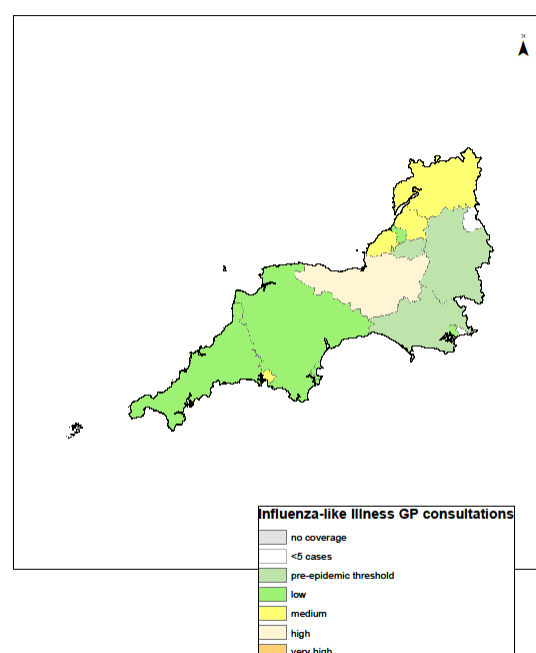 N
Influenza-like Illness GP consultations
no coverage
<5 cases
pre-epidemic threshold
low
medium
high
very high